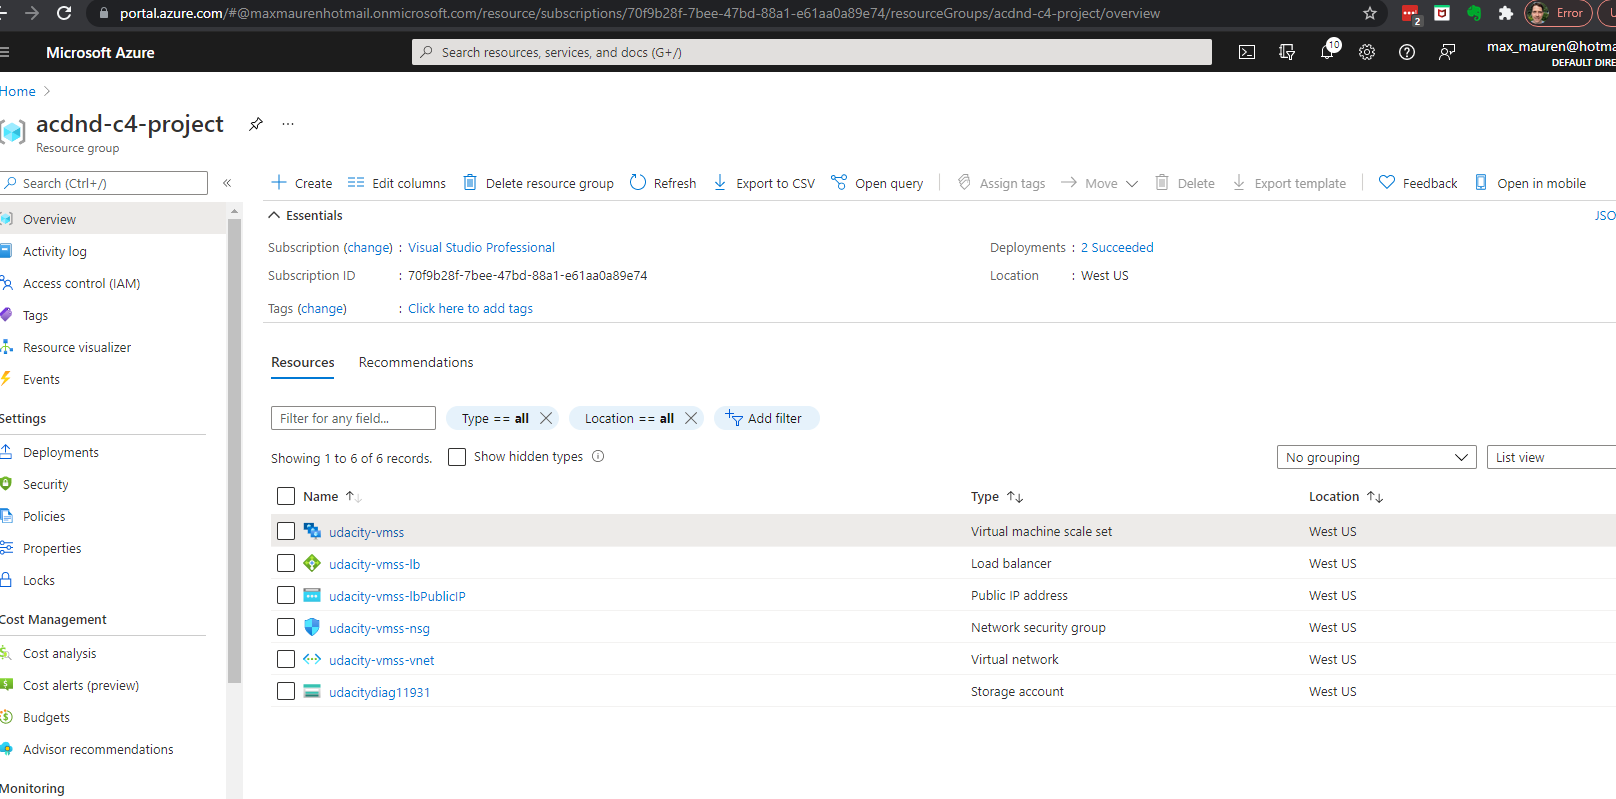 portal.azure.com/#@maxmaurenhotmail.onmicrosoft.com/resource/subscriptions/70f9b28f-7bee-47bd-88a1-e61aa0a89e74/resourceGroups/acdnd-c4-project/overview
2
Error
Microsoft Azure
Search resources, services, and docs (G+/)
10
max_mauren@hotma
DEFAULT DIRE
Home
acdnd-c4-project
...
Resource group
Search (Ctrl+/)
«
Create
Edit columns
Delete resource group
Refresh
Export to CSV
Open query
Assign tags
Move
Delete
Export template
Feedback
Open in mobile
Overview
Activity log
Access control (IAM)
Tags
Resource visualizer
Events
Settings
Deployments
Security
Policies
Properties
Locks
Cost Management
Cost analysis
Cost alerts (preview)
Budgets
Advisor recommendations
Monitoring
Essentials
JSO
Subscription (change) : Visual Studio Professional
Deployments : 2 Succeeded
Subscription ID : 70f9b28f-7bee-47bd-88a1-e61aa0a89e74
Location : West US
Tags (change) : Click here to add tags
Resources Recommendations
Filter for any field...
Type == all
Location == all
Add filter
Showing 1 to 6 of 6 records.
Show hidden types
No grouping
List view
Name Type Location
udacity-vmss Virtual machine scale set West US
udacity-vmss-lb Load balancer West US
udacity-vmss-lbPublicIP Public IP address West US
udacity-vmss-nsg Network security group West US
udacity-vmss-vnet Virtual network West US
udacitydiag11931 Storage account West US